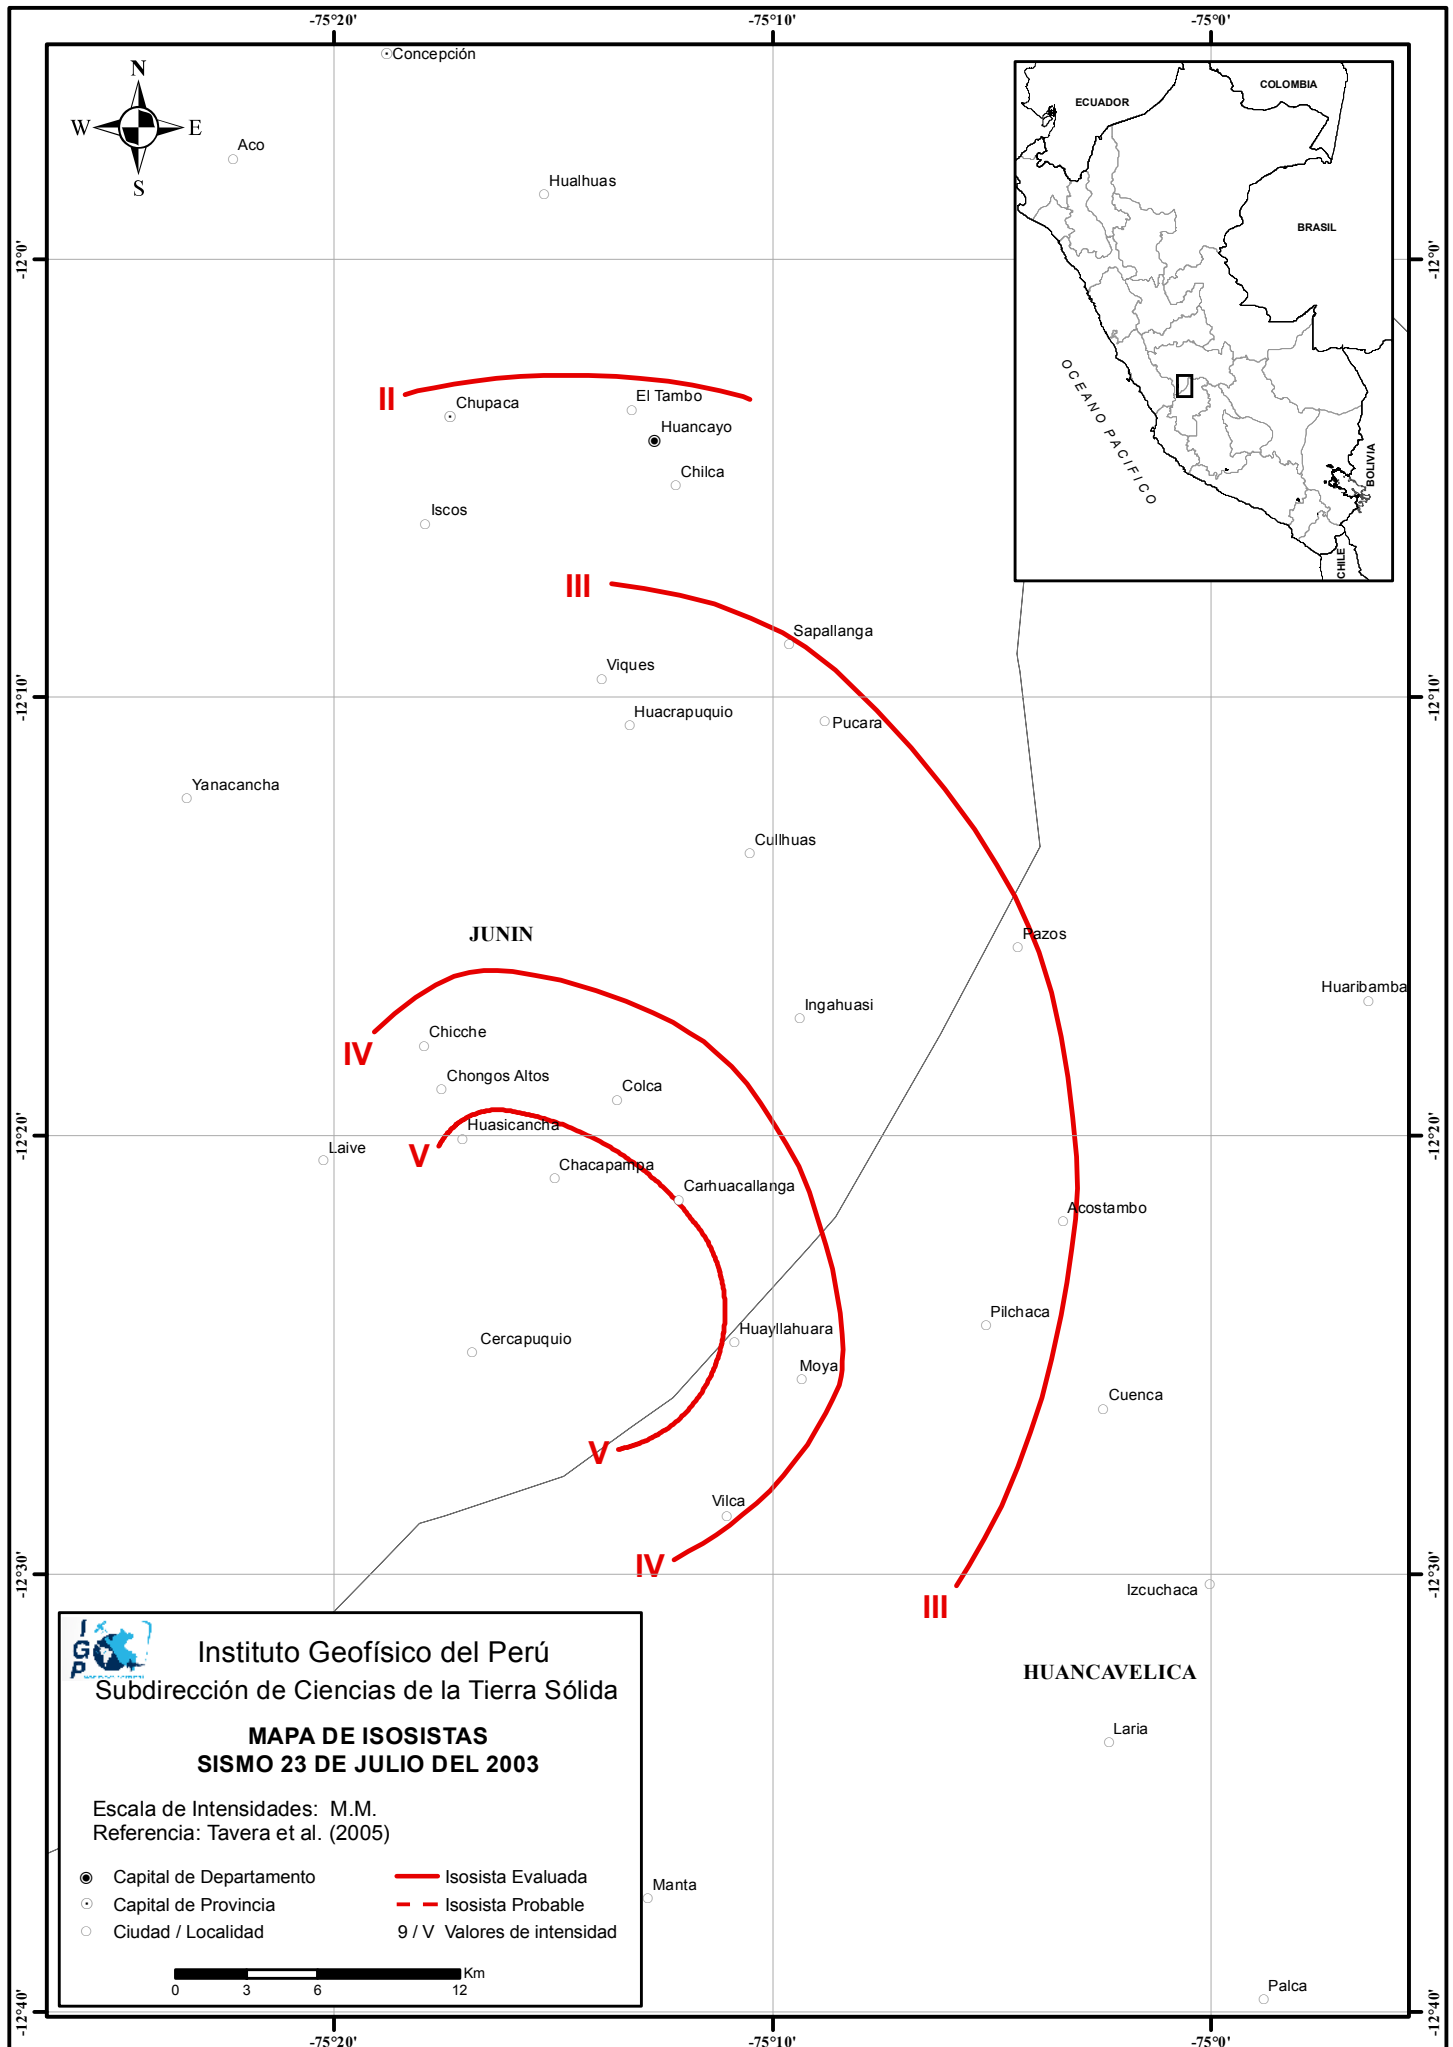 -75°20'
-75°10'
-75°0'
Concepción
N
W
E
S
Aco
Hualhuas
ECUADOR
COLOMBIA
BRASIL
OCEANO PACIFICO
BOLIVIA
CHILE
-12°0'
-12°0'
II
Chupaca
El Tambo
Huancayo
Chilca
Iscos
III
Sapallanga
Viques
-12°10'
-12°10'
Huacrapuquio
Pucara
Yanacancha
Cullhuas
JUNIN
Pazos
Huaribamba
Ingahuasi
IV
Chicche
Chongos Altos
Colca
Huasicancha
-12°20'
-12°20'
V
Laive
Chacapampa
Carhuacallanga
Acostambo
Pilchaca
Huayllahuara
Cercapuquio
Moya
Cuenca
V
Vilca
IV
-12°30'
-12°30'
Izcuchaca
III
HUANCAVELICA
Laria
Manta
Palca
IGP
Instituto Geofísico del Perú
Subdirección de Ciencias de la Tierra Sólida
MAPA DE ISOSISTAS
SISMO 23 DE JULIO DEL 2003
Escala de Intensidades: M.M.
Referencia: Tavera et al. (2005)
Capital de Departamento
Isosista Evaluada
Capital de Provincia
Isosista Probable
Ciudad / Localidad
9 / V Valores de intensidad
Km
0 3 6 12
-12°40'
-12°40'
-75°20'
-75°10'
-75°0'